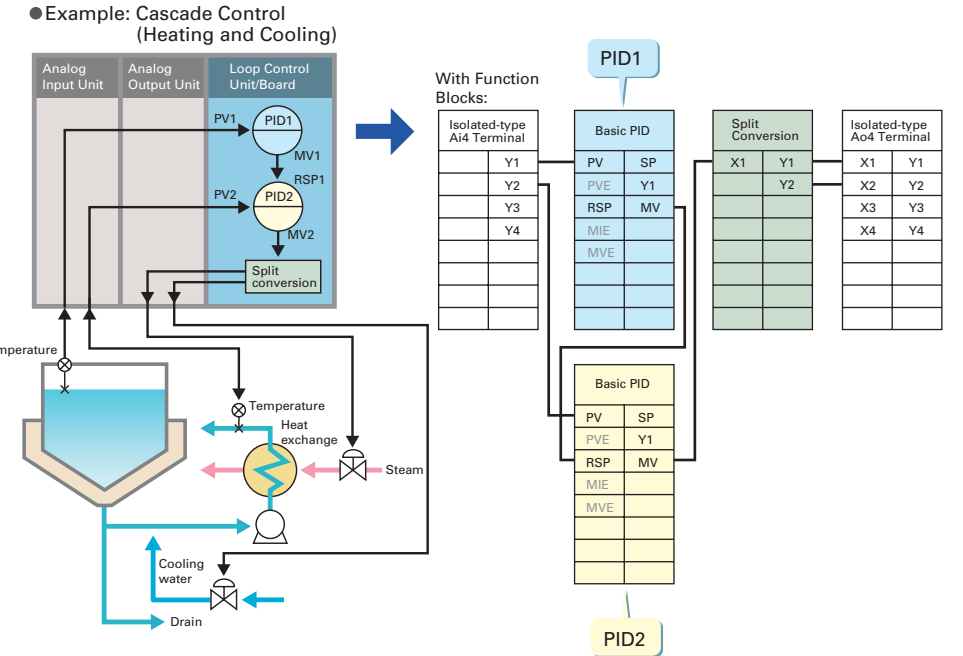 ●Example: Cascade Control
(Heating and Cooling)
Analog
Input Unit
Analog
Output Unit
Loop Control
Unit/Board
PV1
PID1
MV1
RSP1
PV2
PID2
MV2
Split
conversion
mperature
Temperature
Heat
exchange
Steam
Cooling
water
Drain
With Function
Blocks:
PID1
Isolated-type
Ai4 Terminal
Y1
Y2
Y3
Y4
Basic PID
PV SP
PVE Y1
RSP MV
MIE
MVE
Split
Conversion
X1 Y1
Y2
Isolated-type
Ao4 Terminal
X1 Y1
X2 Y2
X3 Y3
X4 Y4
Basic PID
PV SP
PVE Y1
RSP MV
MIE
MVE
PID2